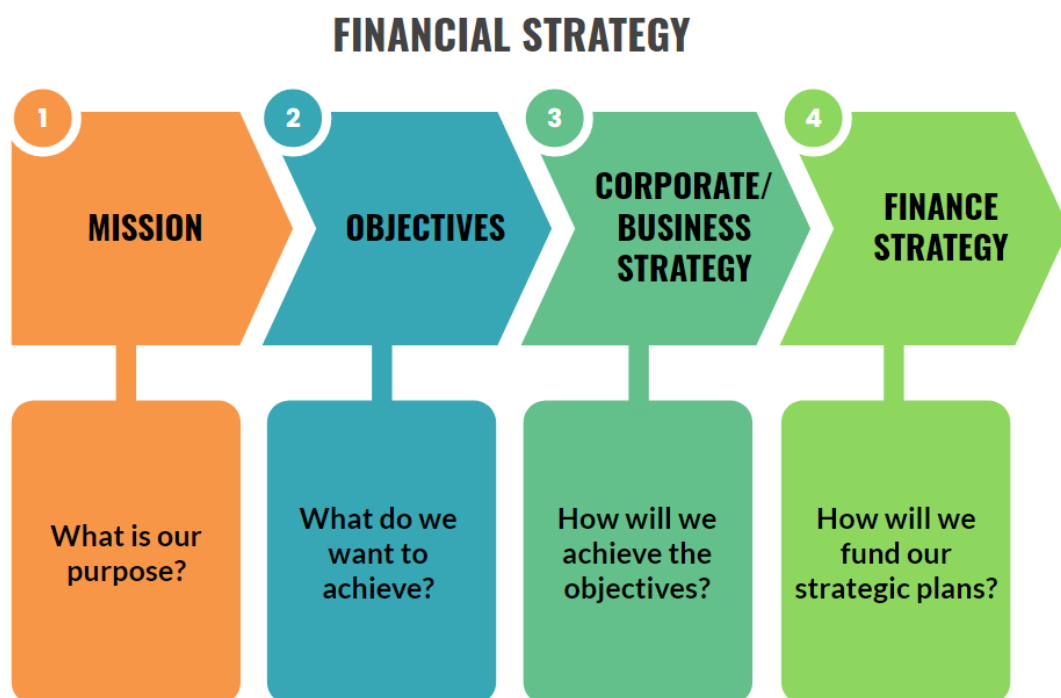 FINANCIAL STRATEGY
1
MISSION
What is our
purpose?
2
OBJECTIVES
What do we
want to
achieve?
3
CORPORATE/
BUSINESS
STRATEGY
How will we
achieve the
objectives?
4
FINANCE
STRATEGY
How will we
fund our
strategic plans?